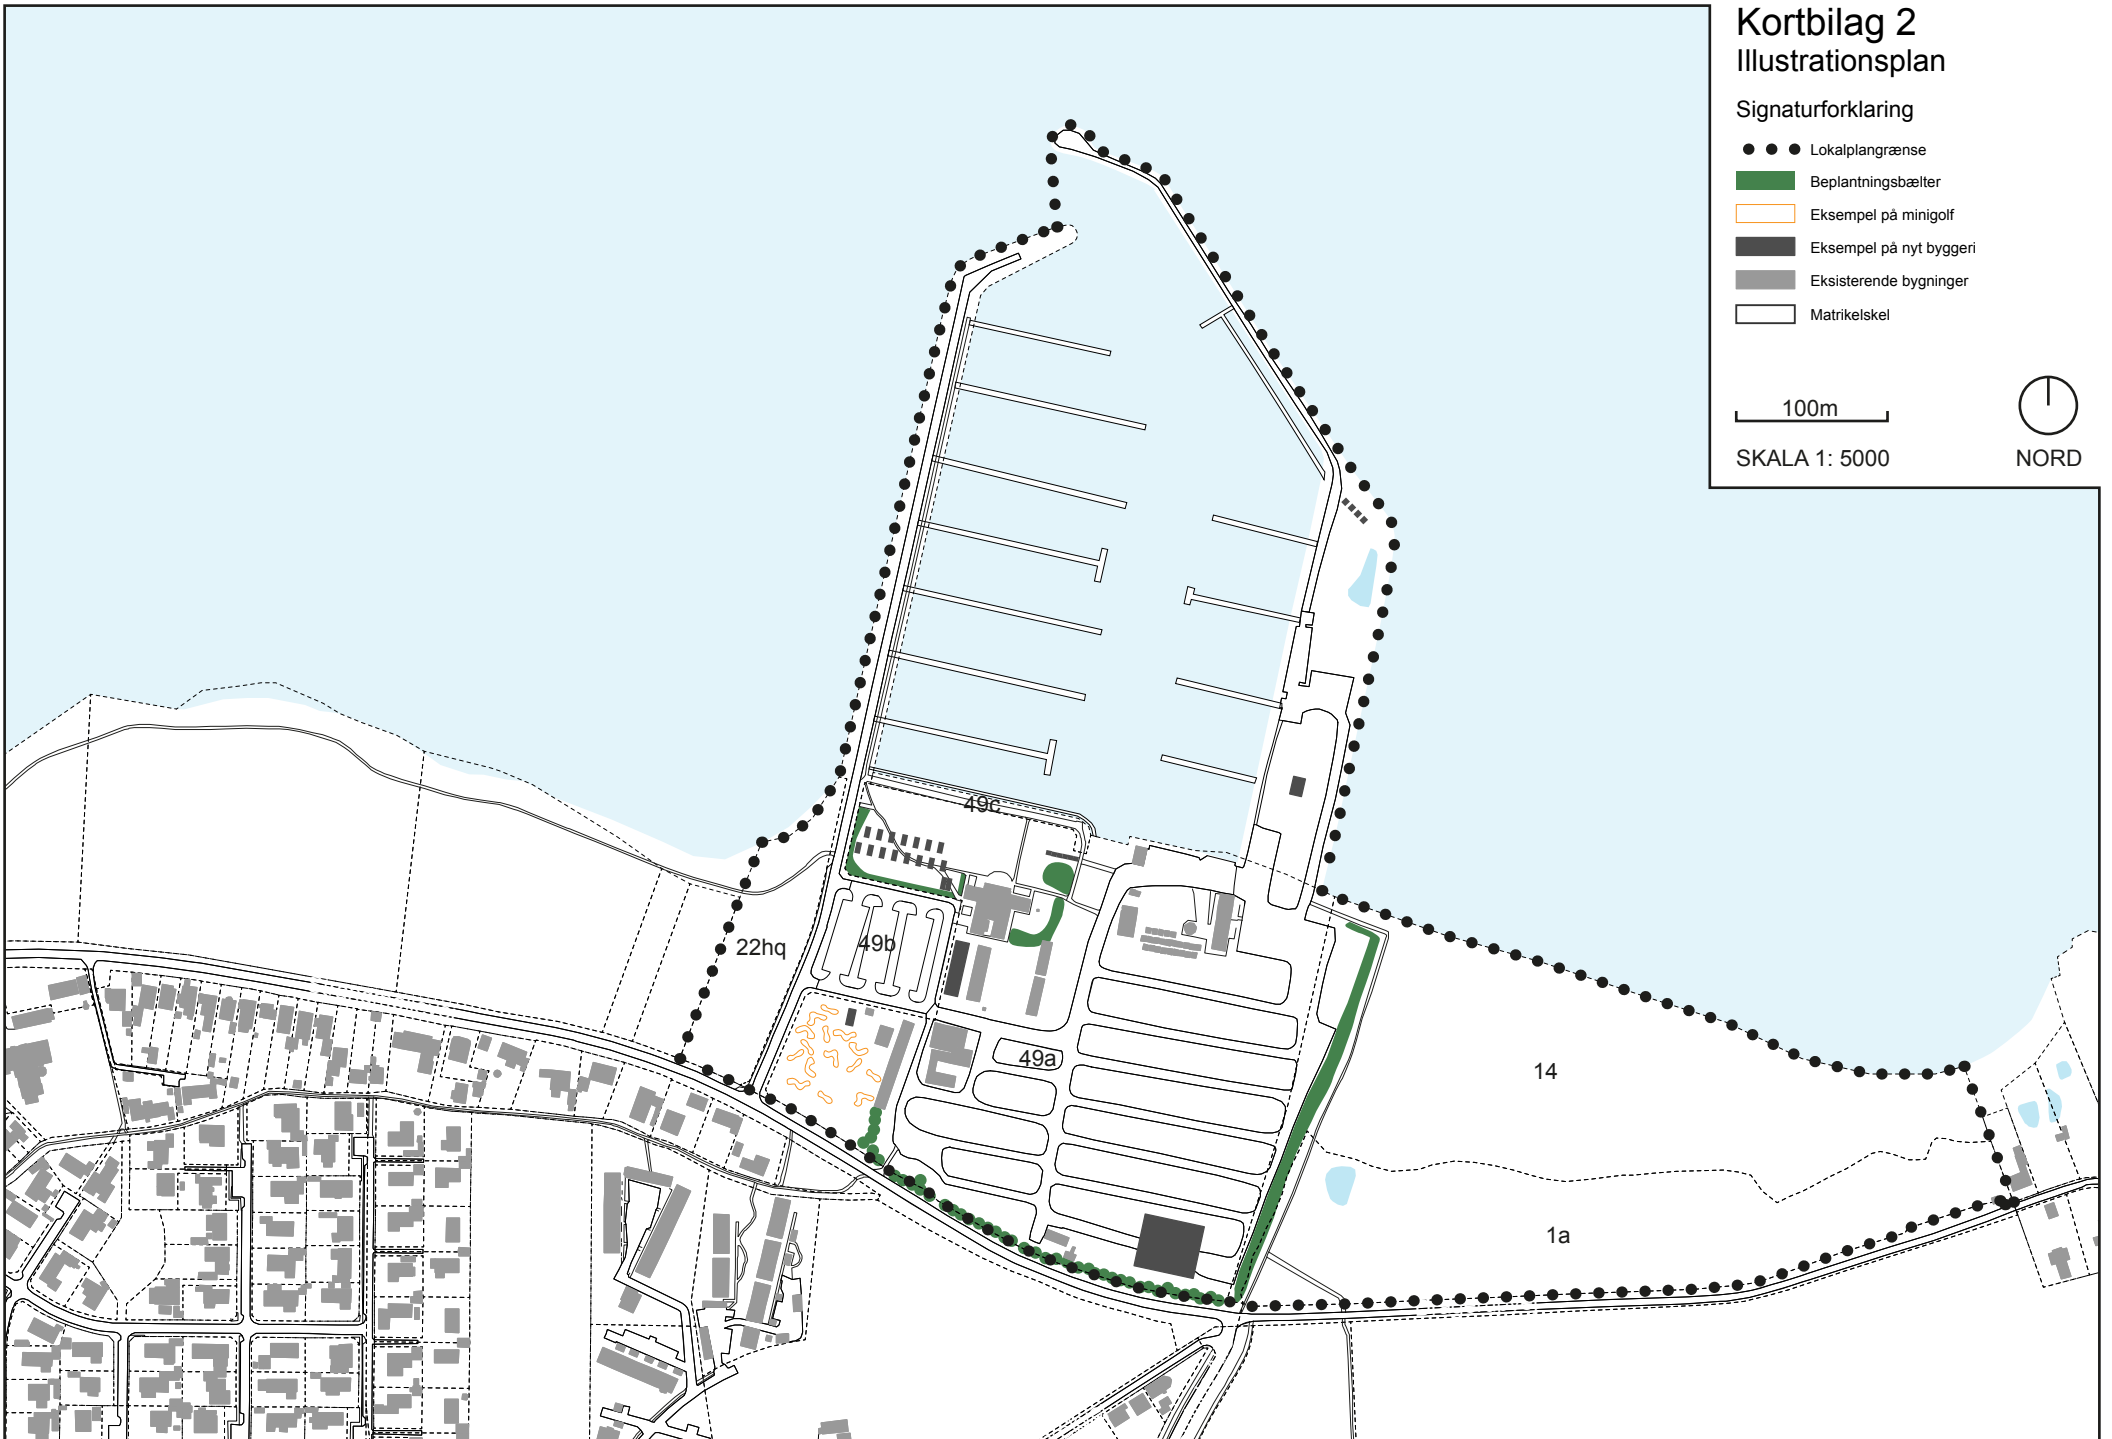 Kortbilag 2
Illustrationsplan
Signaturforklaring
Lokalplangrænse
Beplantningsbælter
Eksempel på minigolf
Eksempel på nyt byggeri
Eksisterende bygninger
Matrikelskel
100m
SKALA 1: 5000
NORD
49c
22hq
49b
49a
14
1a